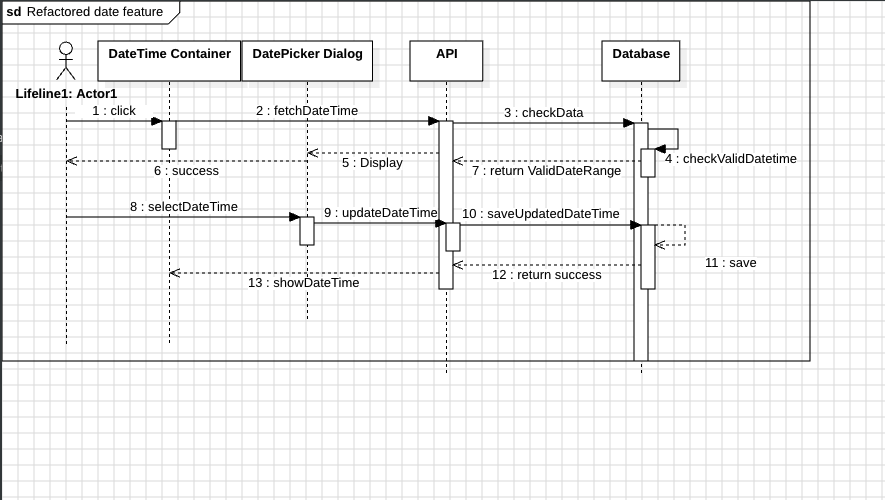 sd Refactored date feature
DateTime Container
DatePicker Dialog
API
Database
Lifeline1: Actor1
1 : click
2 : fetchDateTime
3 : checkData
4 : checkValidDatetime
5 : Display
6 : success
7 : return ValidDateRange
8 : selectDateTime
9 : updateDateTime
10 : saveUpdatedDateTime
11 : save
12 : return success
13 : showDateTime